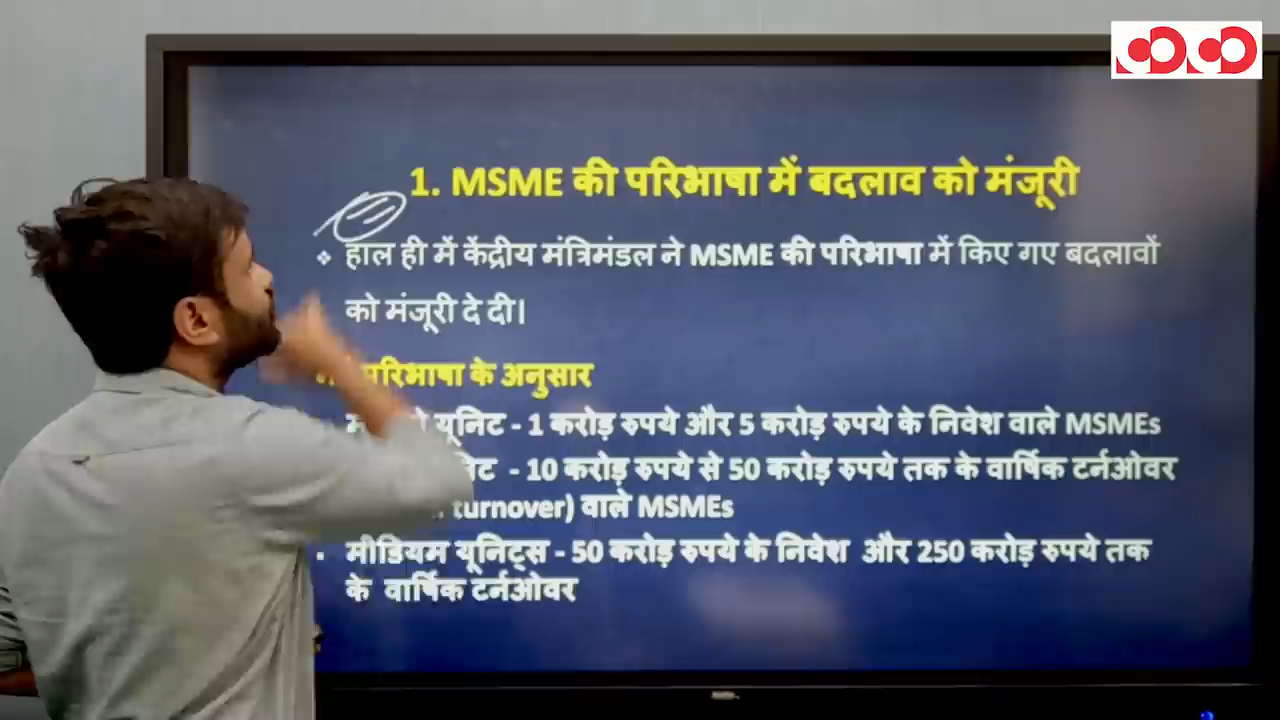 1. MSME की परिभाषा में बदलाव को मंजूरी
हाल ही में केंद्रीय मंत्रिमंडल ने MSME की परिभाषा में किए गए बदलावों
को मंजूरी दे दी।
परिभाषा के अनुसार
यूनिट - 1 करोड़ रुपये और 5 करोड़ रुपये के निवेश वाले MSMEs
- 10 करोड़ रुपये से 50 करोड़ रुपये तक के वार्षिक टर्नओवर
turnover) वाले MSMEs
मीडियम यूनिट्स - 50 करोड़ रुपये के निवेश और 250 करोड़ रुपये तक
के वार्षिक टर्नओवर